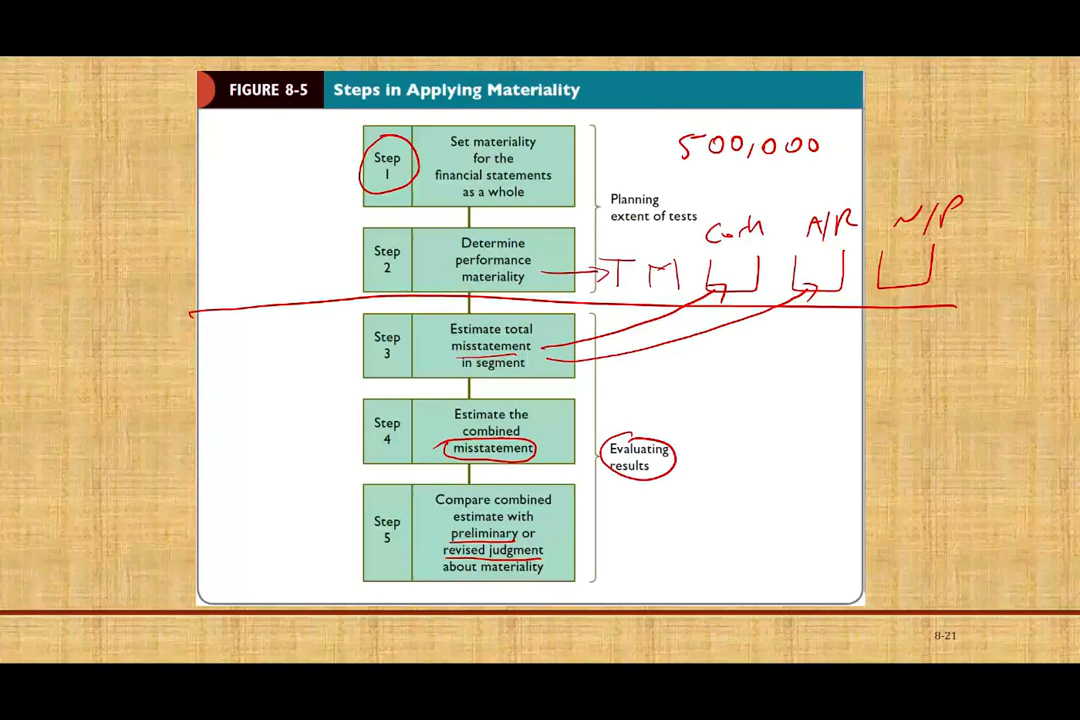 FIGURE 8-5 Steps in Applying Materiality
Step
1
Set materiality
for the
financial statements
as a whole
500,000
Planning
extent of tests
Step
2
Determine
performance
materiality
TM
Cash
A/R
N/P
Step
3
Estimate total
misstatement
in segment
Step
4
Estimate the
combined
misstatement
Evaluating
results
Step
5
Compare combined
estimate with
preliminary or
revised judgment
about materiality
8-21